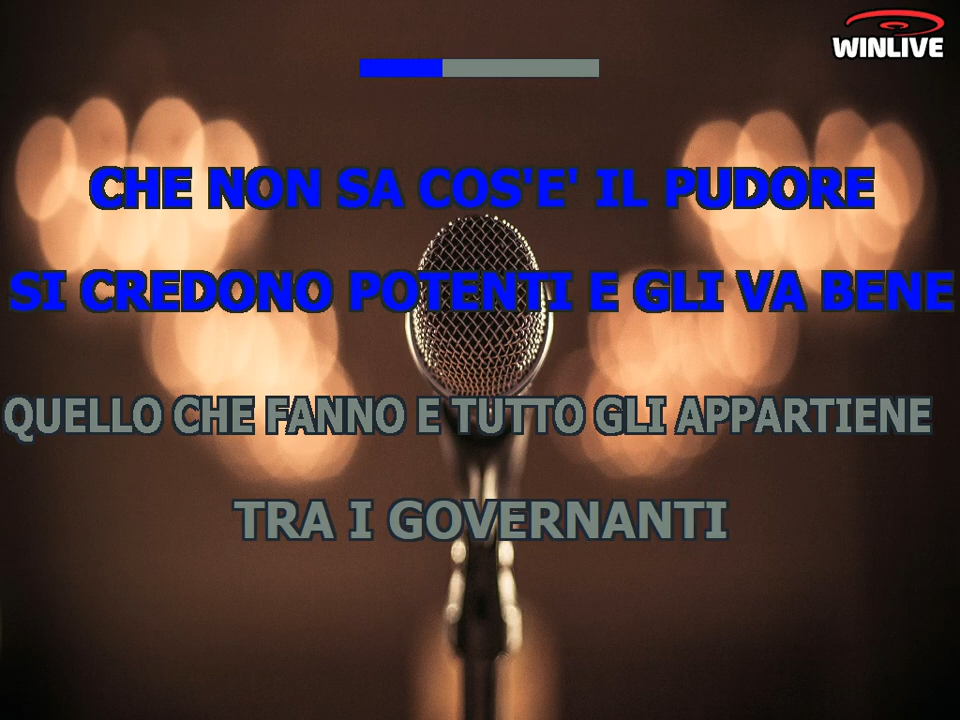 WINLIVE
CHE NON SA COS'E' IL PUDORE
SI CREDONO POTENTI E GLI VA BENE
QUELLO CHE FANNO E TUTTO GLI APPARTIENE
TRA I GOVERNANTI